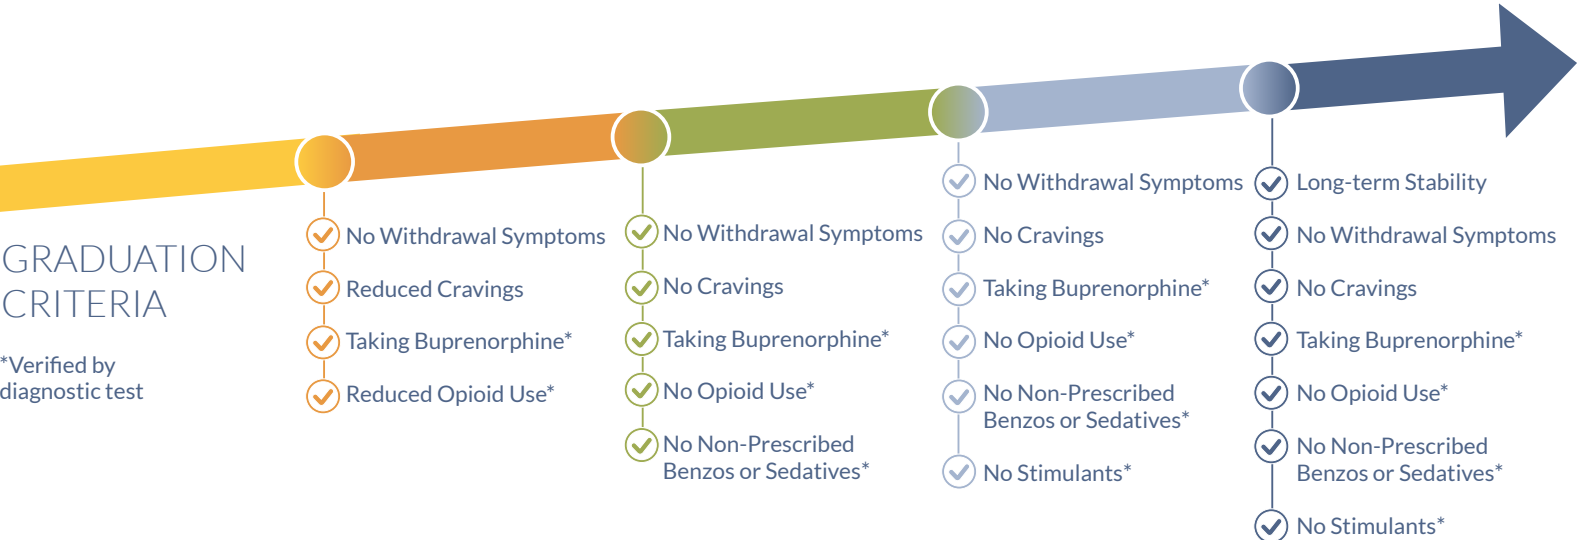 GRADUATION
CRITERIA
*Verified by
diagnostic test
No Withdrawal Symptoms
Reduced Cravings
Taking Buprenorphine*
Reduced Opioid Use*
No Withdrawal Symptoms
No Cravings
Taking Buprenorphine*
No Opioid Use*
No Non-Prescribed
Benzos or Sedatives*
No Withdrawal Symptoms
No Cravings
Taking Buprenorphine*
No Opioid Use*
No Non-Prescribed
Benzos or Sedatives*
No Stimulants*
Long-term Stability
No Withdrawal Symptoms
No Cravings
Taking Buprenorphine*
No Opioid Use*
No Non-Prescribed
Benzos or Sedatives*
No Stimulants*